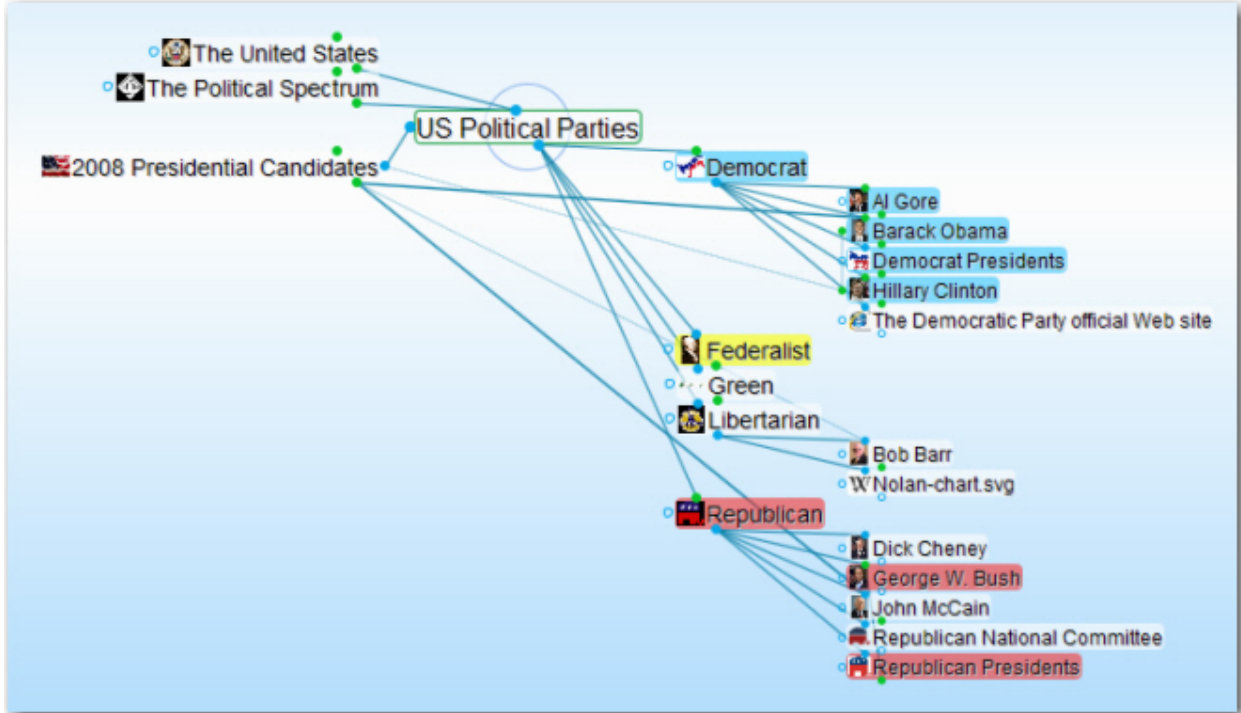 The United States
The Political Spectrum
US Political Parties
2008 Presidential Candidates
Democrat
Al Gore
Barack Obama
Democrat Presidents
Hillary Clinton
The Democratic Party official Web site
Federalist
Green
Libertarian
Bob Barr
W Nolan-chart.svg
Republican
Dick Cheney
George W. Bush
John McCain
Republican National Committee
Republican Presidents